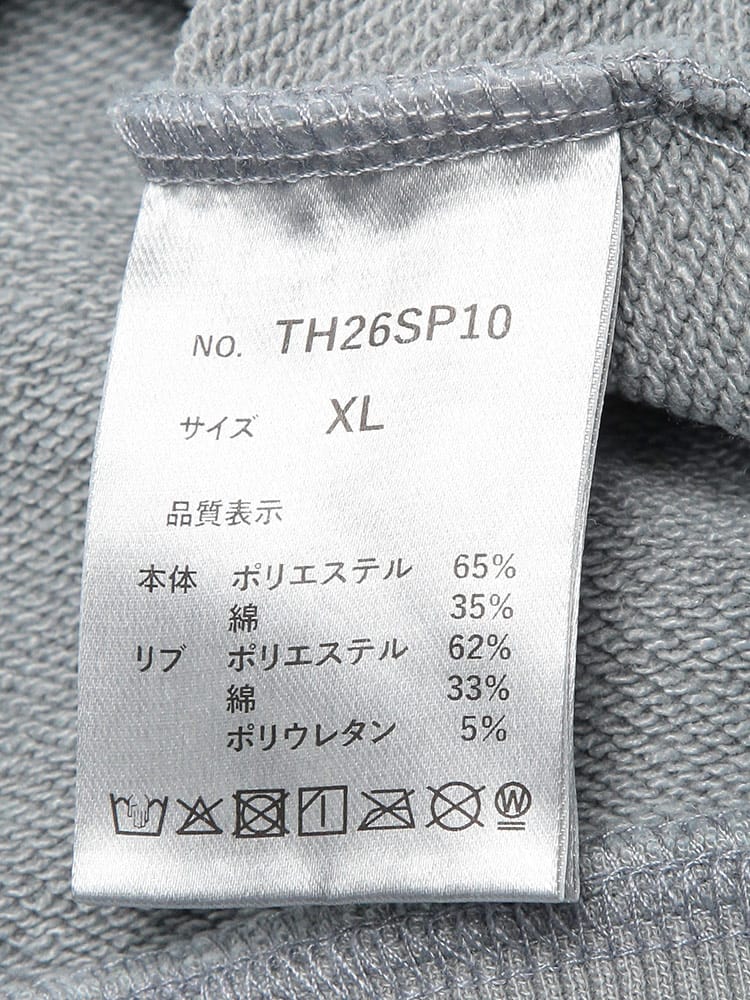 NO. TH26SP10
サイズ XL
品質表示
本体 ポリエステル 65%
綿 35%
リブ ポリエステル 62%
綿 33%
ポリウレタン 5%
W